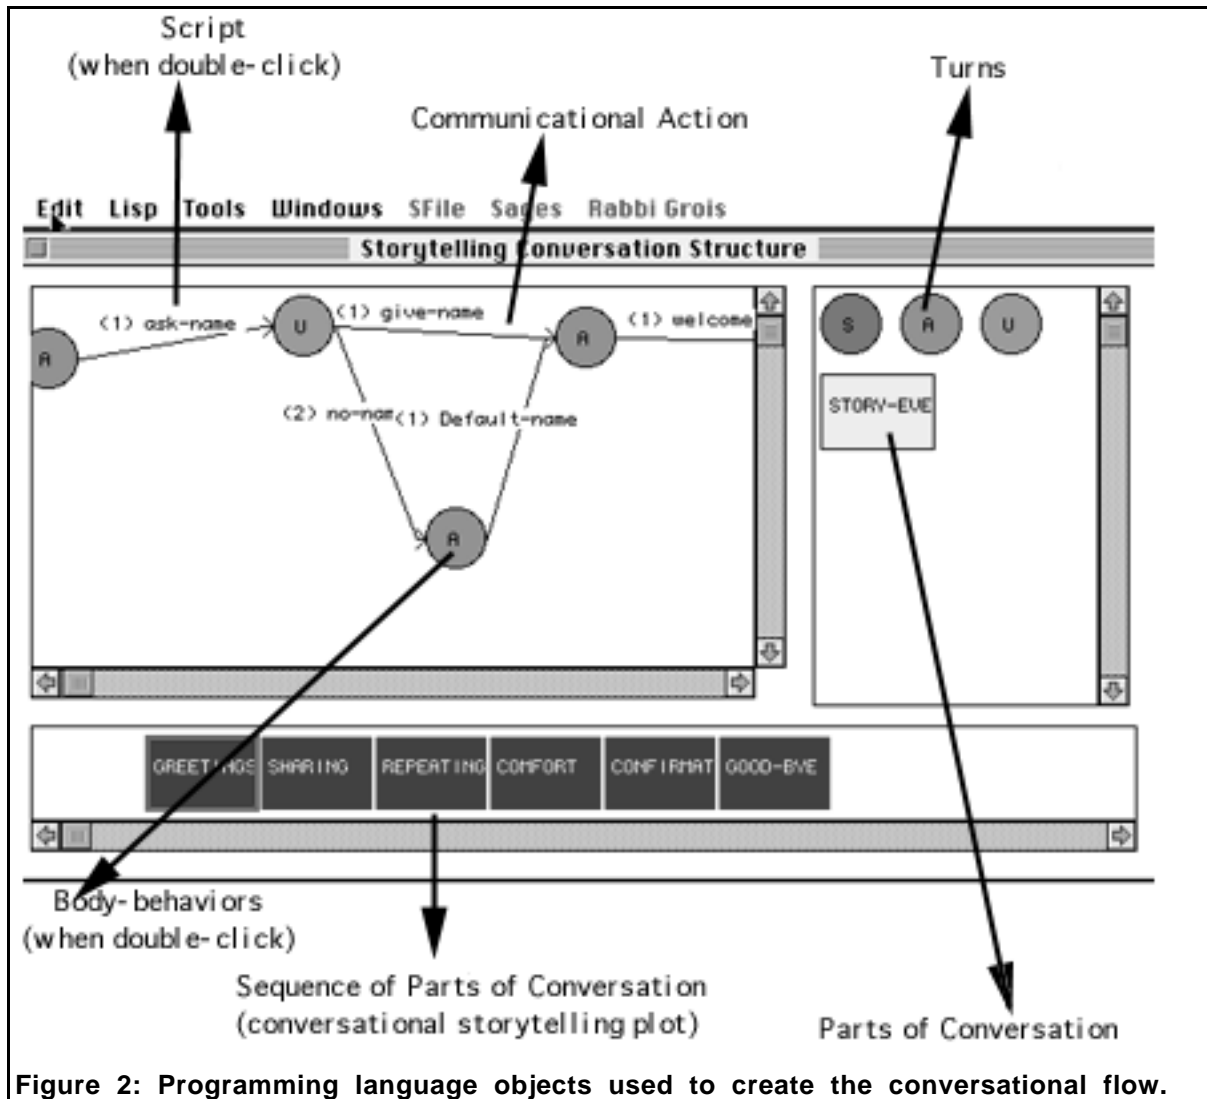 Script
(when double-click)
Turns
Communicational Action
Edit Lisp Tools Windows SFile Sages Rabbi Grois
Storytelling Conversation Structure
(1) ask-name
U
(1) give-name
A
(1) welcome
A
S
A
U
STORY-EVE
(2) no-nam
(1) Default-name
A
GREETINGS SHARING REPEATING COMFORT CONFIRMAT GOOD-BYE
Body-behaviors
(when double-click)
Sequence of Parts of Conversation
(conversational storytelling plot)
Parts of Conversation
Figure 2: Programming language objects used to create the conversational flow.